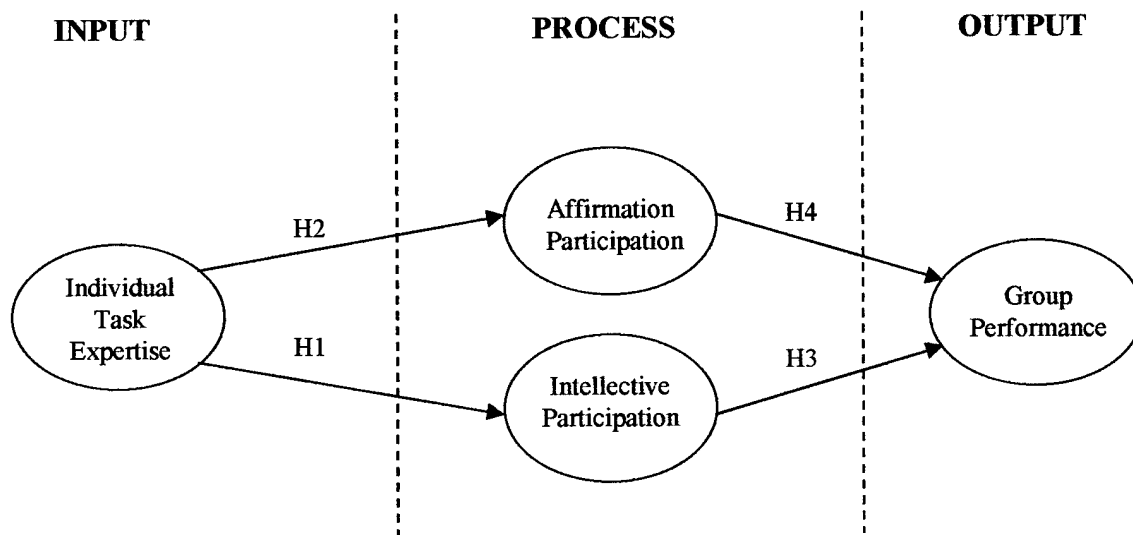 INPUT
PROCESS
OUTPUT
Affirmation
Participation
H2
H4
Individual
Task
Expertise
Group
Performance
H1
H3
Intellective
Participation